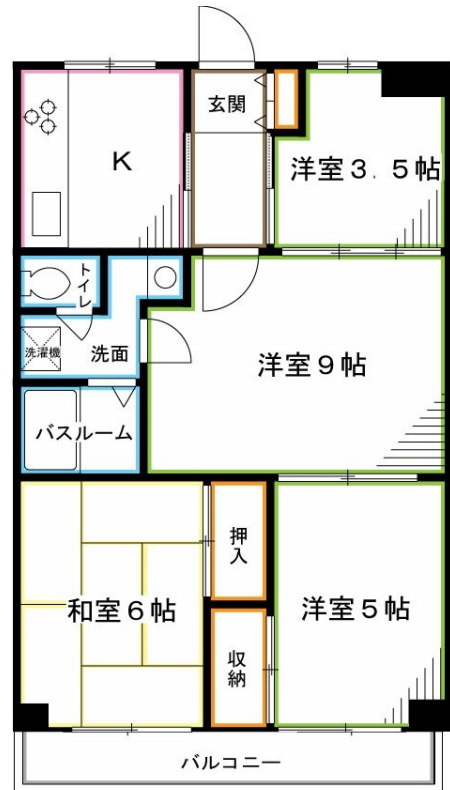 玄関
K
洋室3.5帖
トイレ
洗濯機
洗面
洋室9帖
バスルーム
押入
和室6帖
洋室5帖
収納
バルコニー